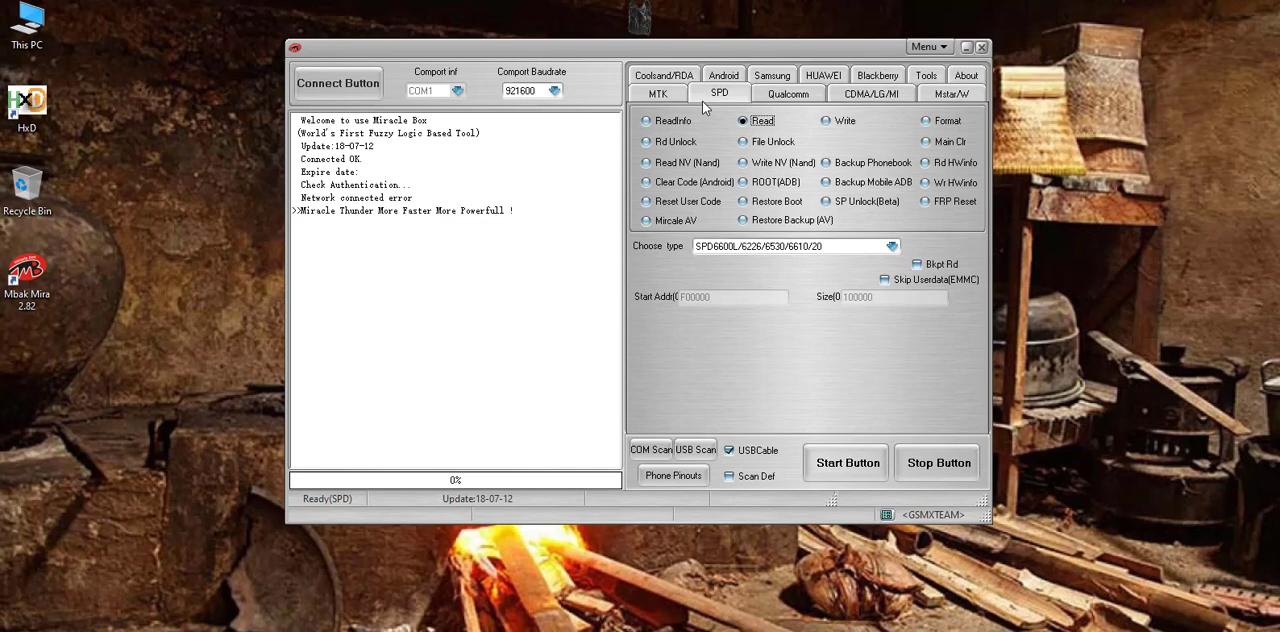 This PC
HxD
Recycle Bin
Mbak Mira
2.82
Menu
Connect Button
Comport inf
COM1
Comport Baudrate
921600
Welcome to use Miracle Box
(World's First Fuzzy Logic Based Tool)
Update:18-07-12
Connected OK.
Expire date:
Check Authentication...
Network connected error
>>Miracle Thunder More Faster More Powerfull !
0%
Ready(SPD) Update:18-07-12
Coolsand/RDA Android Samsung HUAWEI Blackberry Tools About
MTK SPD Qualcomm CDMA/LG/MI Mstar/W
ReadInfo Read Write Format
Rd Unlock File Unlock Main Clr
Read NV (Nand) Write NV (Nand) Backup Phonebook Rd HWinfo
Clear Code (Android) ROOT(ADB) Backup Mobile ADB Wr HWinfo
Reset User Code Restore Boot SP Unlock(Beta) FRP Reset
Mircale AV Restore Backup (AV)
Choose type SPD6600L/6226/6530/6610/20
Bkpt Rd
Skip Userdata(EMMC)
Start Addr(0 F00000 Size(0 100000
COM Scan USB Scan USBCable
Phone Pinouts Scan Def
Start Button Stop Button
<GSMXTEAM>